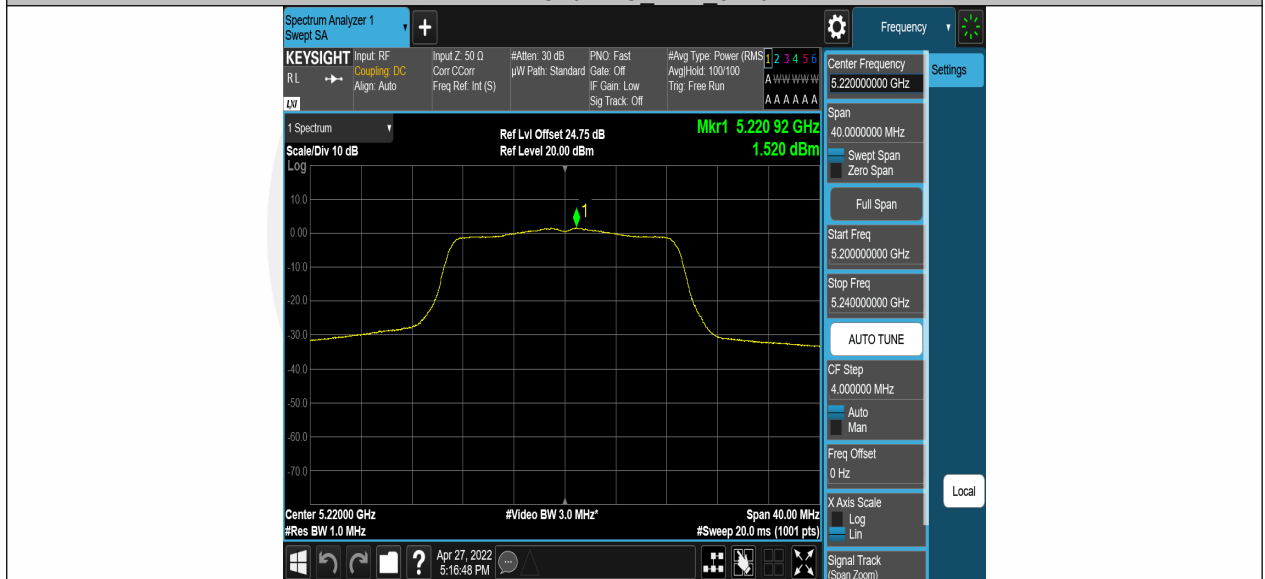 Spectrum Analyzer 1
Swept SA
+
Frequency
KEYSIGHT
RL
LXI
Input: RF
Coupling: DC
Align: Auto
Input Z: 50 Ω
Corr CCorr
Freq Ref: Int (S)
#Atten: 30 dB
µW Path: Standard
PNO: Fast
Gate: Off
IF Gain: Low
Sig Track: Off
#Avg Type: Power (RMS
Avg|Hold: 100/100
Trig: Free Run
1 2 3 4 5 6
A W W W W W
A A A A A A
Settings
Center Frequency
5.220000000 GHz
Span
40.0000000 MHz
Swept Span
Zero Span
Full Span
Start Freq
5.200000000 GHz
Stop Freq
5.240000000 GHz
AUTO TUNE
CF Step
4.000000 MHz
Auto
Man
Freq Offset
0 Hz
X Axis Scale
Log
Lin
Signal Track
(Span Zoom)
Local
1 Spectrum
Scale/Div 10 dB
Log
Ref Lvl Offset 24.75 dB
Ref Level 20.00 dBm
Mkr1 5.220 92 GHz
1.520 dBm
1
10.0
0.00
-10.0
-20.0
-30.0
-40.0
-50.0
-60.0
-70.0
Center 5.22000 GHz
#Res BW 1.0 MHz
#Video BW 3.0 MHz*
Span 40.00 MHz
#Sweep 20.0 ms (1001 pts)
?
Apr 27, 2022
5:16:48 PM